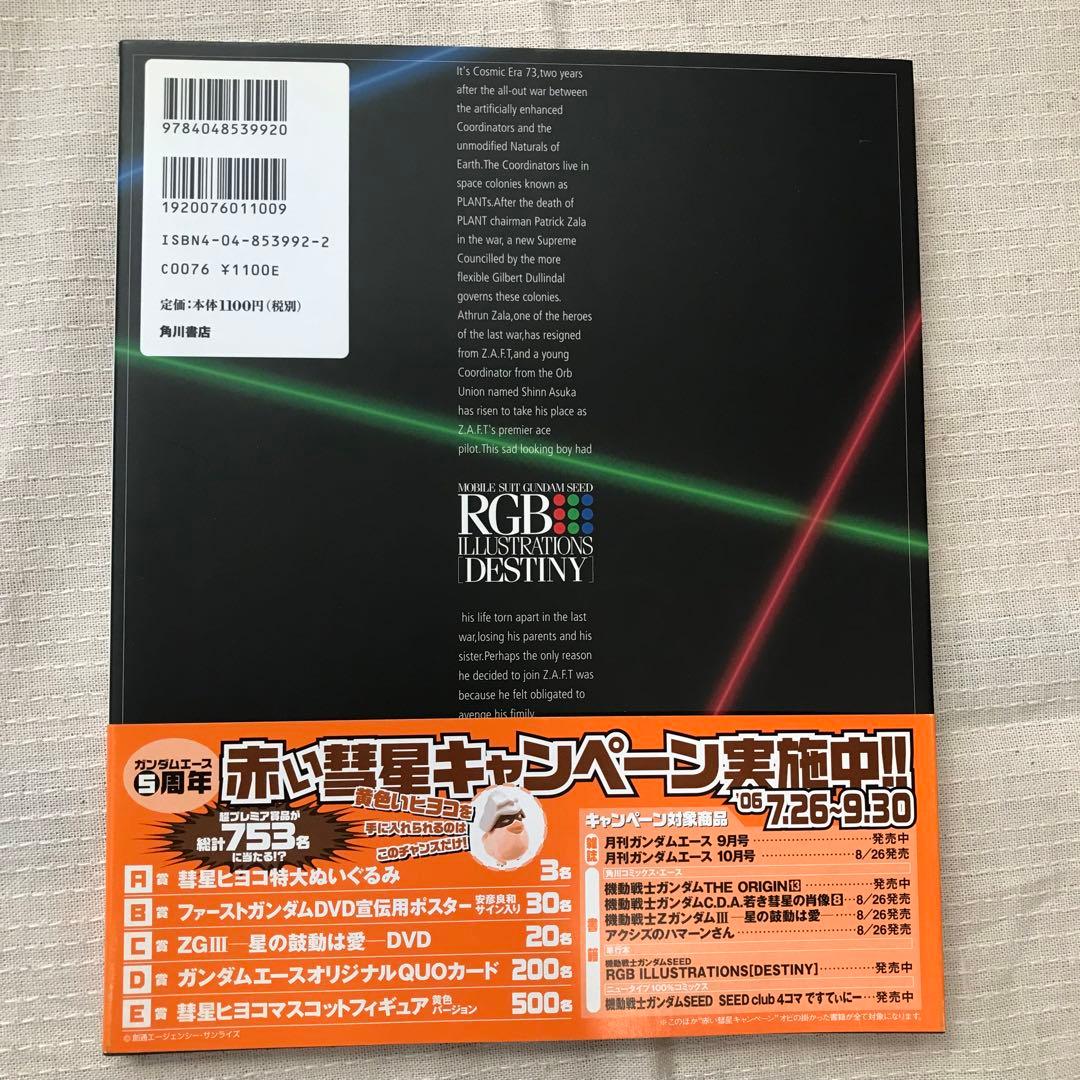 9784048539920
1920076011009
ISBN4-04-853992-2
C0076 ¥1100E
定価:本体1100円(税別)
角川書店
It's Cosmic Era 73,two years
after the all-out war between
the artificially enhanced
Coordinators and the
unmodified Naturals of
Earth.The Coordinators live in
space colonies known as
PLANTs.After the death of
PLANT chairman Patrick Zala
in the war, a new Supreme
Councilled by the more
flexible Gilbert Dullindal
governs these colonies.
Athrun Zala,one of the heroes
of the last war,has resigned
from Z.A.F.T,and a young
Coordinator from the Orb
Union named Shinn Asuka
has risen to take his place as
Z.A.F.T's premier ace
pilot.This sad looking boy had
MOBILE SUIT GUNDAM SEED
RGB
ILLUSTRATIONS
[DESTINY]
his life torn apart in the last
war,losing his parents and his
sister.Perhaps the only reason
he decided to join Z.A.F.T was
because he felt obligated to
avenge his fimily.
ガンダムエース
5周年
赤い彗星キャンペーン実施中!!
'06 7.26~9.30
超プレミア賞品が
総計753名
に当たる!?
黄色いヒヨコを
手に入れられるのは
このチャンスだけ!
A賞 彗星ヒヨコ特大ぬいぐるみ 3名
B賞 ファーストガンダムDVD宣伝用ポスター 安彦良和サイン入り 30名
C賞 ZGⅢ―星の鼓動は愛―DVD 20名
D賞 ガンダムエースオリジナルQUOカード 200名
E賞 彗星ヒヨコマスコットフィギュア 黄色バージョン 500名
©創通エージェンシー・サンライズ
キャンペーン対象商品
雑誌
月刊ガンダムエース 9月号………………発売中
月刊ガンダムエース 10月号………………8/26発売
書籍
角川コミックス・エース
機動戦士ガンダムTHE ORIGIN13………発売中
機動戦士ガンダムC.D.A.若き彗星の肖像8…8/26発売
機動戦士ZガンダムⅢ―星の鼓動は愛―……8/26発売
アクシズのハマーンさん………………8/26発売
単行本
機動戦士ガンダムSEED
RGB ILLUSTRATIONS[DESTINY]…………発売中
ニュータイプ100%コミックス
機動戦士ガンダムSEED SEED club 4コマ ですてぃにー…発売中
※このほか"赤い彗星キャンペーン"オビの掛かった書籍が全て対象になります。